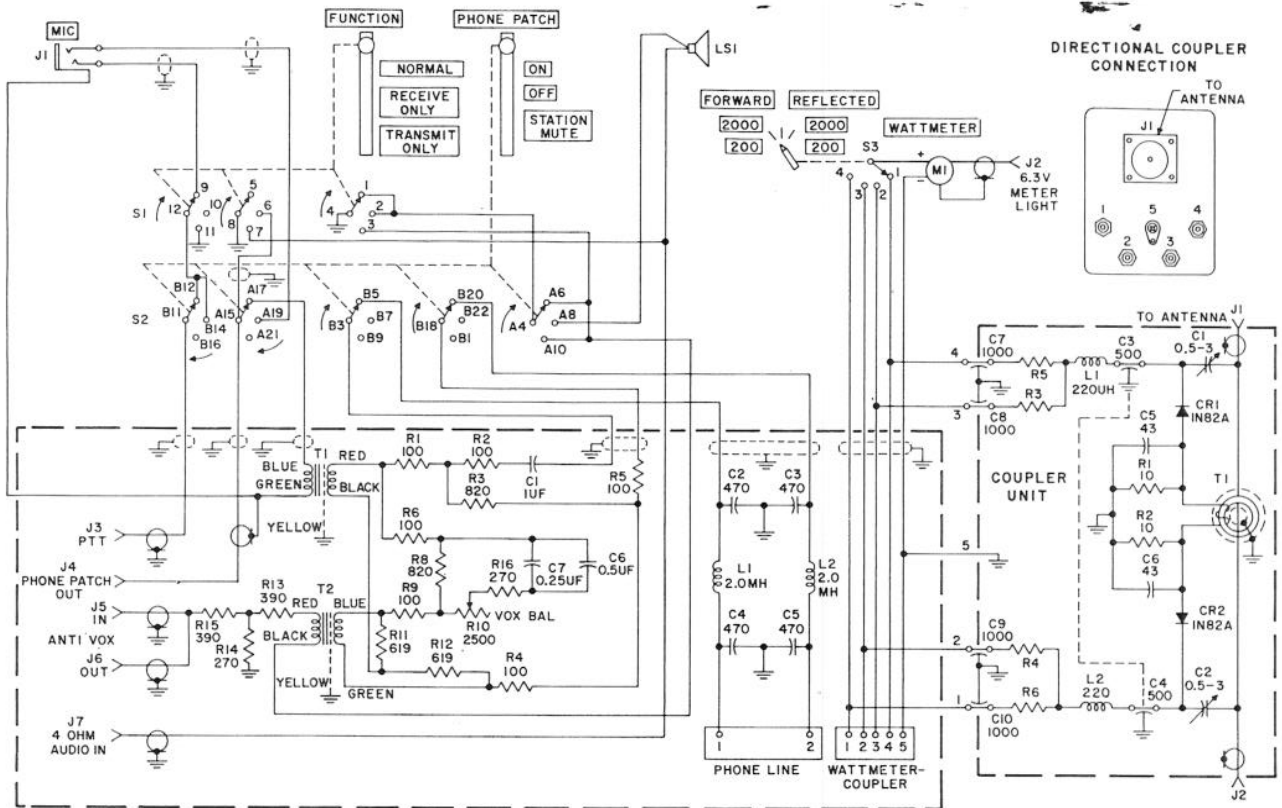 MIC
J1
FUNCTION
NORMAL
RECEIVE
ONLY
TRANSMIT
ONLY
PHONE PATCH
ON
OFF
STATION
MUTE
LS1
FORWARD
2000
200
REFLECTED
2000
200
WATTMETER
S3
4
3
2
1
+
-
M1
J2
6.3V
METER
LIGHT
DIRECTIONAL COUPLER
CONNECTION
TO
ANTENNA
J1
1
5
4
2
3
S1
9
12
10
11
5
8
6
7
1
4
2
3
S2
B12
B11
B14
B16
A17
A15
A19
A21
B5
B3
B7
B9
B20
B18
B22
B1
A6
A4
A8
A10
T1
BLUE
GREEN
RED
BLACK
YELLOW
R1
100
R2
100
C1
1UF
R3
820
R5
100
R6
100
R8
820
R9
100
R16
270
C7
0.25UF
C6
0.5UF
VOX BAL
R10
2500
J3
PTT
J4
PHONE PATCH
OUT
J5
IN
ANTI VOX
J6
OUT
J7
4 OHM
AUDIO IN
R13
390
R15
390
R14
270
T2
RED
BLUE
BLACK
YELLOW
GREEN
R11
619
R12
619
R4
100
C2
470
C3
470
L1
2.0MH
L2
2.0
MH
C4
470
C5
470
1
2
PHONE LINE
1
2
3
4
5
WATTMETER-
COUPLER
TO ANTENNA
J1
4
C7
1000
R5
L1
220UH
C3
500
C1
0.5-3
3
C8
1000
R3
CR1
IN82A
C5
43
R1
10
COUPLER
UNIT
T1
R2
10
C6
43
5
CR2
IN82A
2
C9
1000
R4
1
C10
1000
R6
L2
220
C4
500
C2
0.5-3
J2